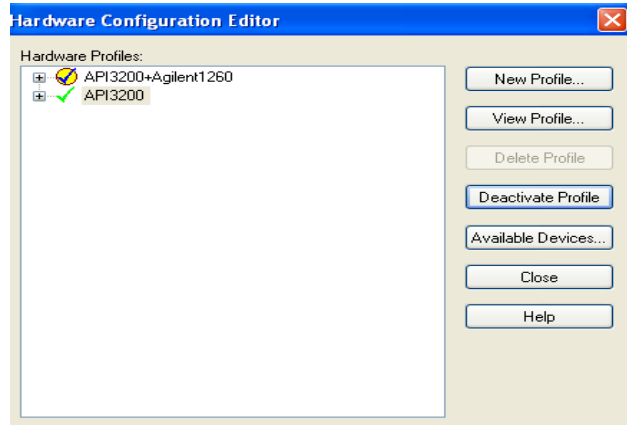 Hardware Configuration Editor
Hardware Profiles:
API3200+Agilent1260
API3200
New Profile...
View Profile...
Delete Profile
Deactivate Profile
Available Devices...
Close
Help